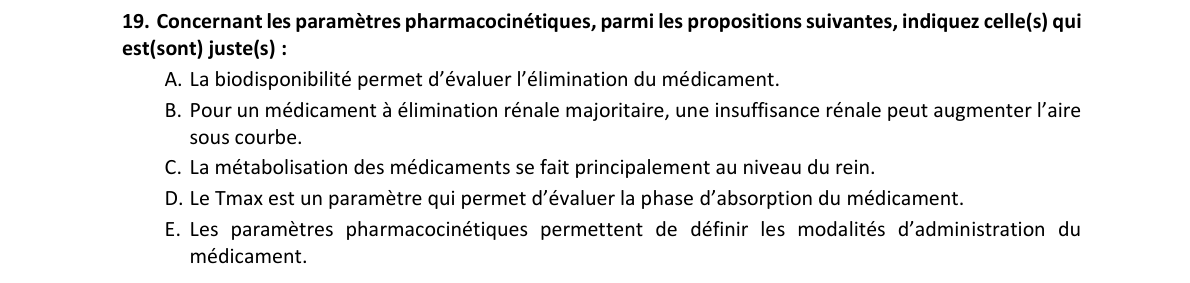 19. Concernant les paramètres pharmacocinétiques, parmi les propositions suivantes, indiquez celle(s) qui
est(sont) juste(s) :
A. La biodisponibilité permet d’évaluer l’élimination du médicament.
B. Pour un médicament à élimination rénale majoritaire, une insuffisance rénale peut augmenter l’aire
sous courbe.
C. La métabolisation des médicaments se fait principalement au niveau du rein.
D. Le Tmax est un paramètre qui permet d’évaluer la phase d’absorption du médicament.
E. Les paramètres pharmacocinétiques permettent de définir les modalités d’administration du
médicament.